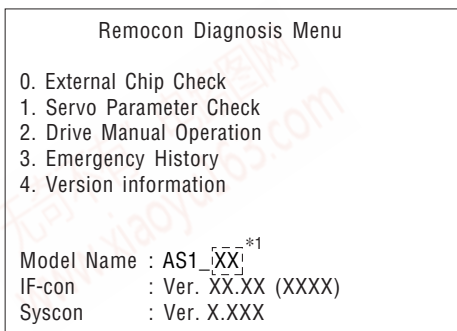 Remocon Diagnosis Menu
0. External Chip Check
1. Servo Parameter Check
2. Drive Manual Operation
3. Emergency History
4. Version information
Model Name : AS1_XX *1
IF-con : Ver. XX.XX (XXXX)
Syscon : Ver. X.XXX